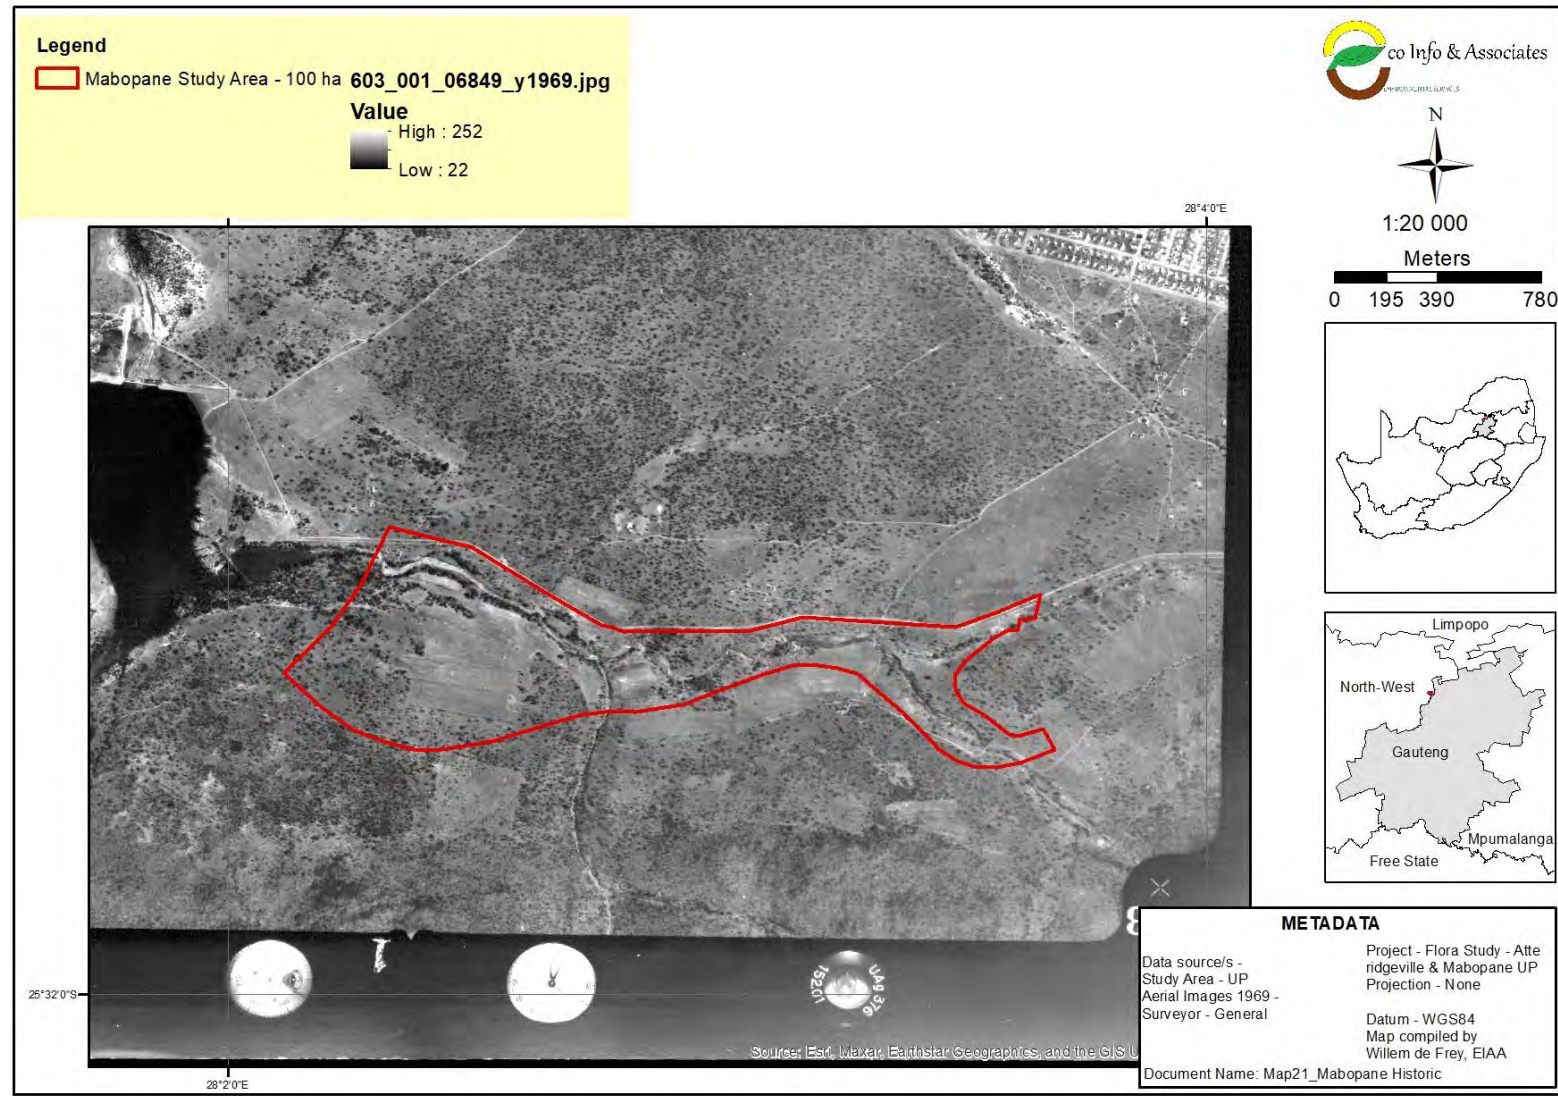 Legend
Mabopane Study Area - 100 ha
603_001_06849_y1969.jpg
Value
High : 252
Low : 22
co Info & Associates
N
1:20 000
Meters
0 195 390 780
28°4'0"E
Limpopo
North-West
Gauteng
Mpumalanga
Free State
25°32'0"S
28°2'0"E
152.01
UAg 376
Source: Esri, Maxar, Earthstar Geographics, and the GIS U
METADATA
Data source/s -
Study Area - UP
Aerial Images 1969 -
Surveyor - General
Project - Flora Study - Atte
ridgeville & Mabopane UP
Projection - None
Datum - WGS84
Map compiled by
Willem de Frey, EIAA
Document Name: Map21_Mabopane Historic